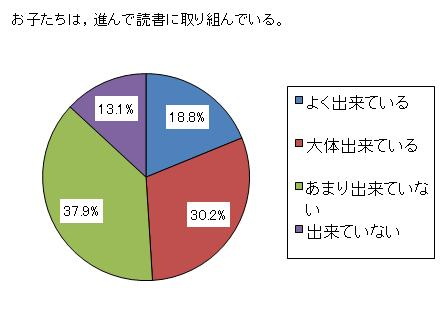 お子たちは，進んで読書に取り組んでいる。
13.1%
18.8%
37.9%
30.2%
よく出来ている
大体出来ている
あまり出来ていな
い
出来ていない